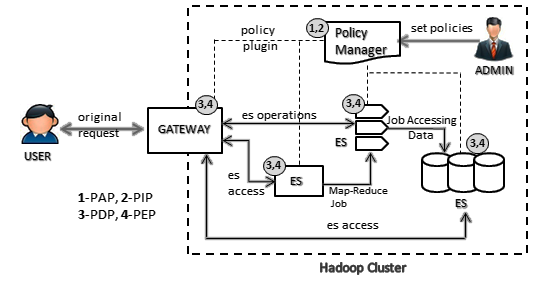 policy
plugin
1,2
Policy
Manager
set policies
ADMIN
3,4
3,4
original
request
GATEWAY
es operations
ES
Job Accessing
Data
USER
3,4
3,4
es
access
ES
Map-Reduce
Job
1-PAP, 2-PIP
3-PDP, 4-PEP
ES
es access
Hadoop Cluster